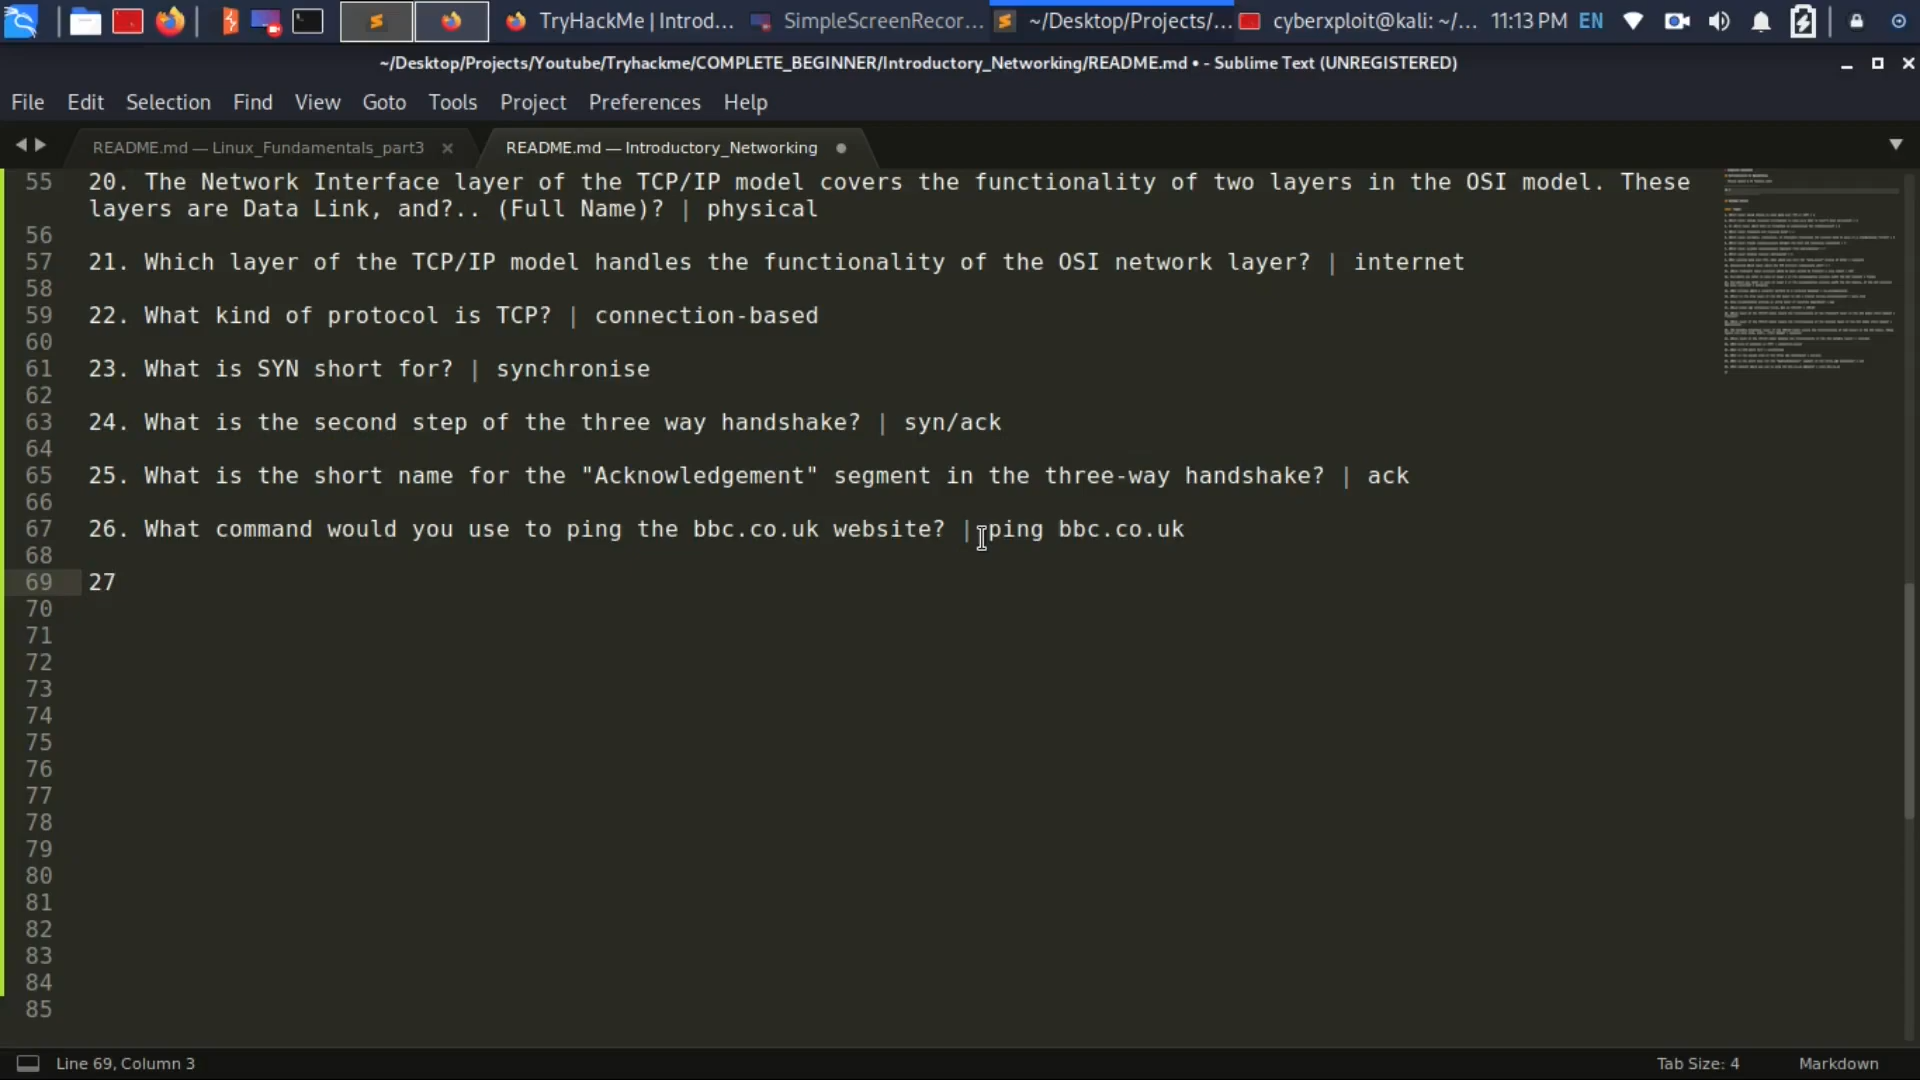 TryHackMe | Introd...
SimpleScreenRecor...
~/Desktop/Projects/...
cyberxploit@kali: ~/...
11:13 PM
EN
~/Desktop/Projects/Youtube/Tryhackme/COMPLETE_BEGINNER/Introductory_Networking/README.md • - Sublime Text (UNREGISTERED)
File Edit Selection Find View Goto Tools Project Preferences Help
README.md — Linux_Fundamentals_part3
README.md — Introductory_Networking
55 20. The Network Interface layer of the TCP/IP model covers the functionality of two layers in the OSI model. These
layers are Data Link, and?.. (Full Name)? | physical
56
57 21. Which layer of the TCP/IP model handles the functionality of the OSI network layer? | internet
58
59 22. What kind of protocol is TCP? | connection-based
60
61 23. What is SYN short for? | synchronise
62
63 24. What is the second step of the three way handshake? | syn/ack
64
65 25. What is the short name for the "Acknowledgement" segment in the three-way handshake? | ack
66
67 26. What command would you use to ping the bbc.co.uk website? | ping bbc.co.uk
68
69 27
70
71
72
73
74
75
76
77
78
79
80
81
82
83
84
85
Line 69, Column 3
Tab Size: 4
Markdown